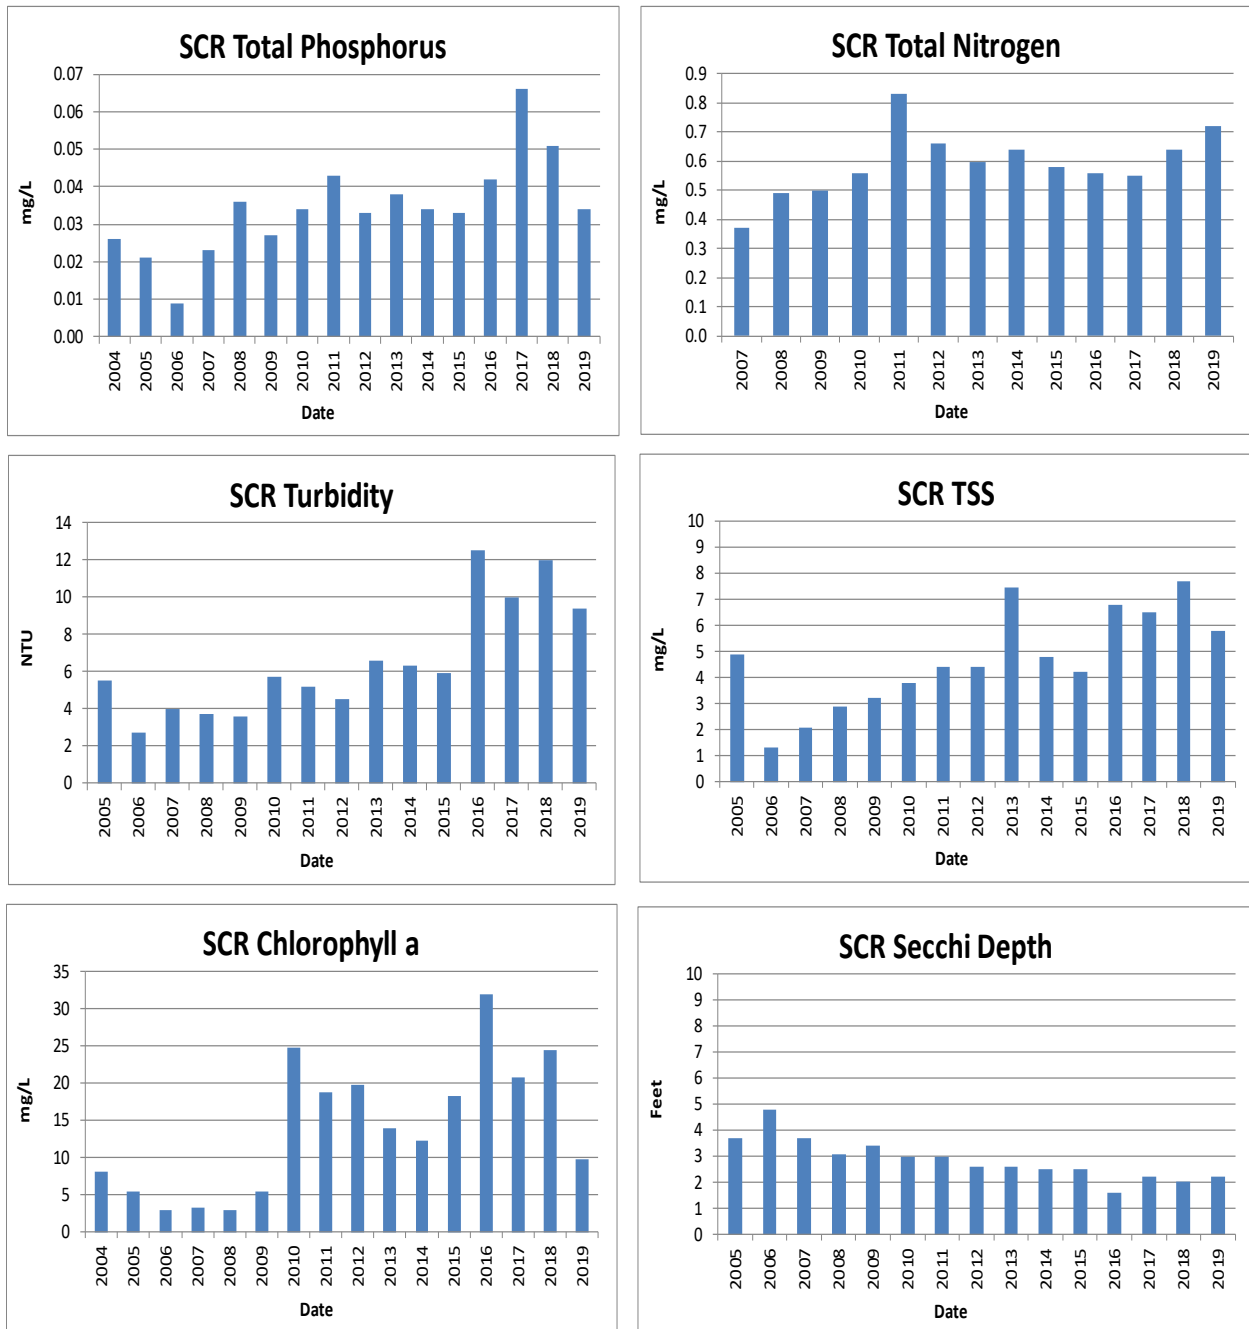 SCR Total Phosphorus
0.07
0.06
0.05
0.04
0.03
0.02
0.01
0.00
mg/L
2004 2005 2006 2007 2008 2009 2010 2011 2012 2013 2014 2015 2016 2017 2018 2019
Date
SCR Total Nitrogen
0.9
0.8
0.7
0.6
0.5
0.4
0.3
0.2
0.1
0.0
mg/L
2007 2008 2009 2010 2011 2012 2013 2014 2015 2016 2017 2018 2019
Date
SCR Turbidity
14
12
10
8
6
4
2
0
NTU
2005 2006 2007 2008 2009 2010 2011 2012 2013 2014 2015 2016 2017 2018 2019
Date
SCR TSS
10
9
8
7
6
5
4
3
2
1
0
mg/L
2005 2006 2007 2008 2009 2010 2011 2012 2013 2014 2015 2016 2017 2018 2019
Date
SCR Chlorophyll a
35
30
25
20
15
10
5
0
mg/L
2004 2005 2006 2007 2008 2009 2010 2011 2012 2013 2014 2015 2016 2017 2018 2019
Date
SCR Secchi Depth
10
9
8
7
6
5
4
3
2
1
0
Feet
2005 2006 2007 2008 2009 2010 2011 2012 2013 2014 2015 2016 2017 2018 2019
Date